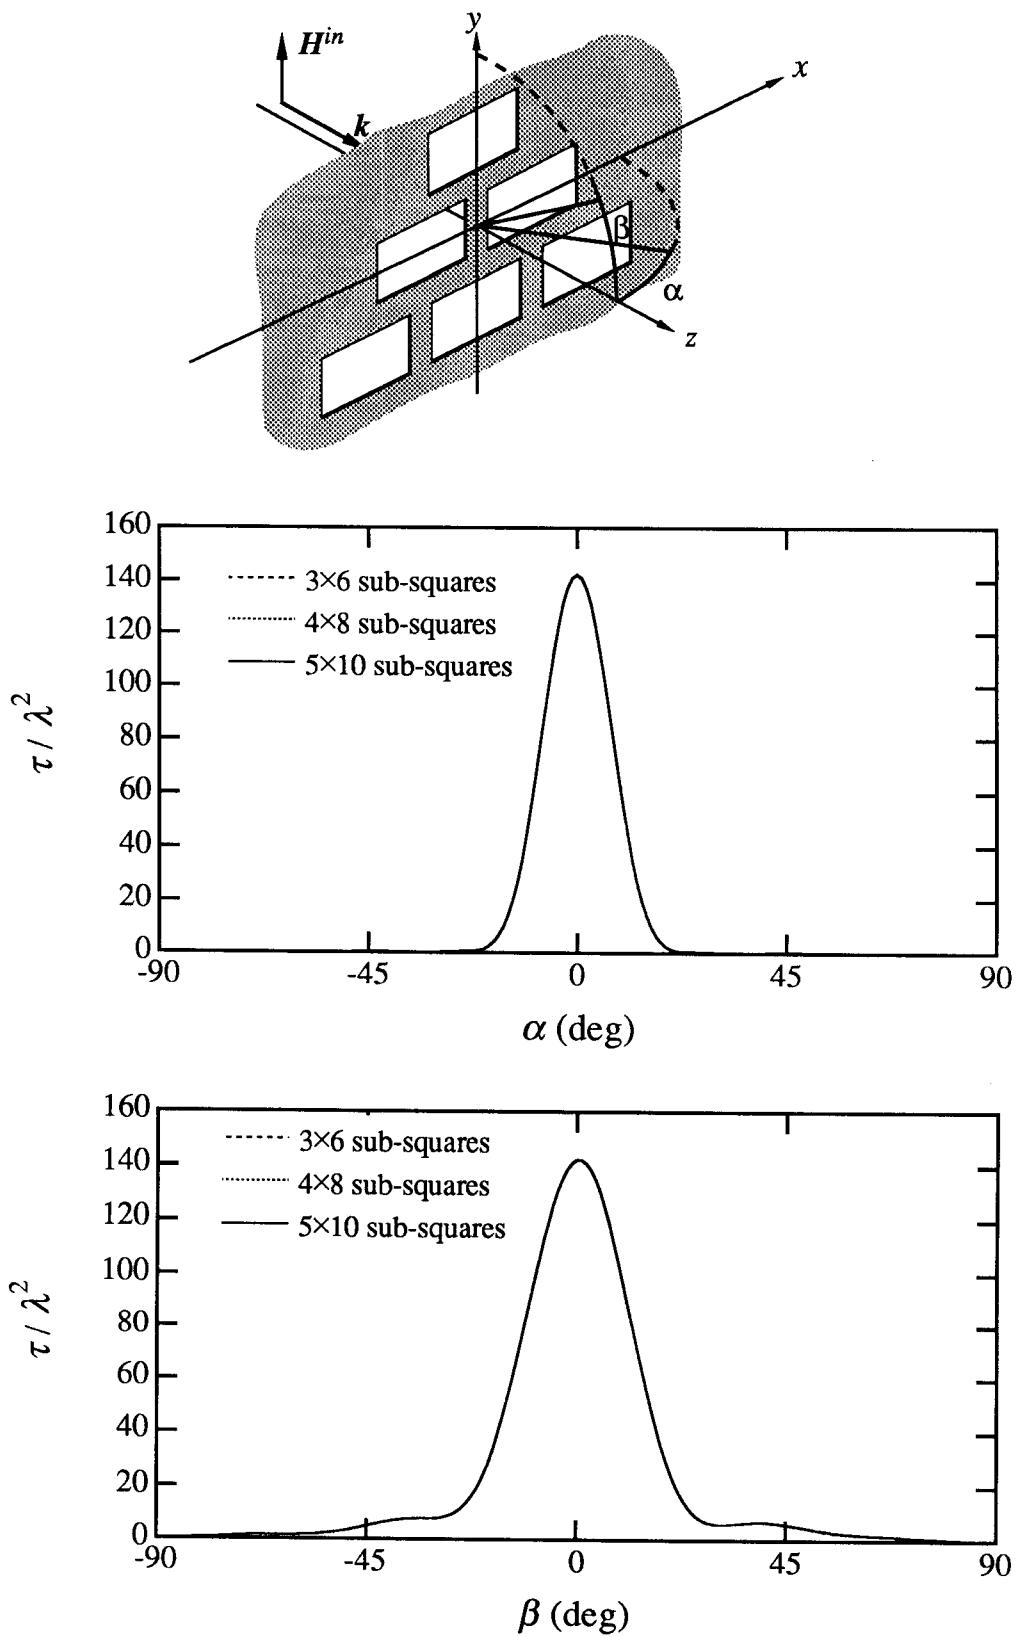 y
H^in
x
k
β
α
z
160
140
3×6 sub-squares
120
4×8 sub-squares
100
5×10 sub-squares
τ / λ²
80
60
40
20
0
-90 -45 0 45 90
α (deg)
160
140
3×6 sub-squares
120
4×8 sub-squares
100
5×10 sub-squares
τ / λ²
80
60
40
20
0
-90 -45 0 45 90
β (deg)